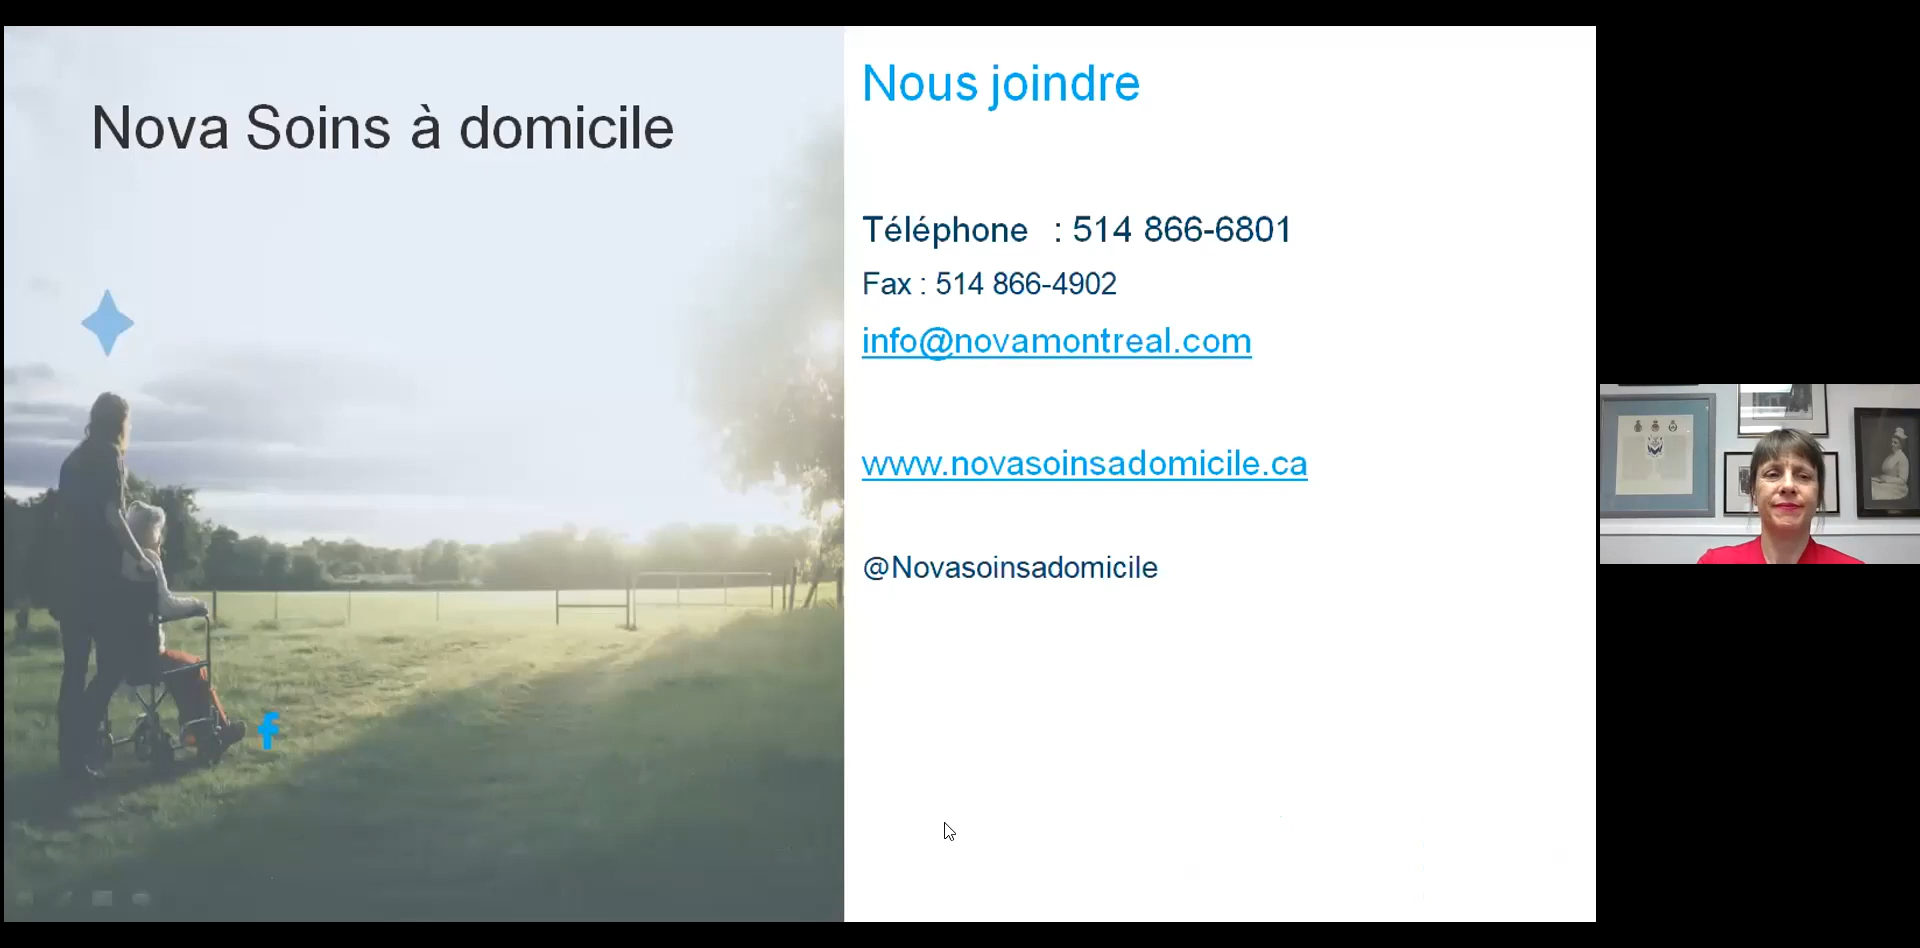 Nova Soins à domicile
Nous joindre
Téléphone : 514 866-6801
Fax : 514 866-4902
info@novamontreal.com
www.novasoinsadomicile.ca
@Novasoinsadomicile